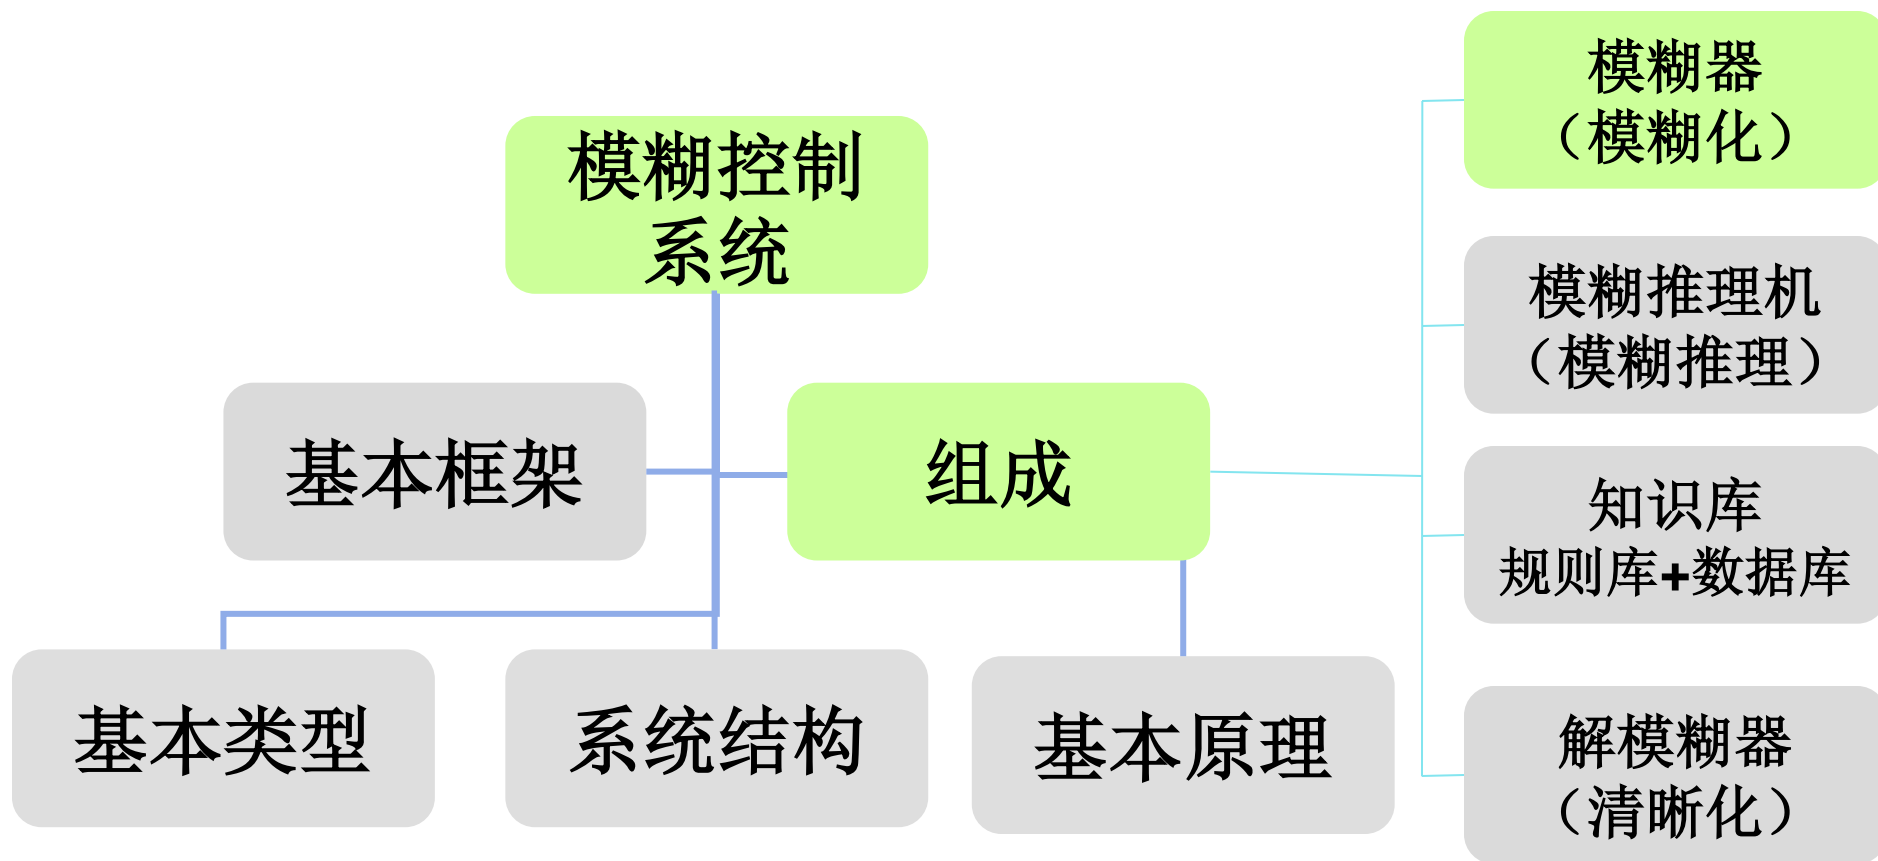 模糊控制
系统
基本框架
组成
基本类型
系统结构
基本原理
模糊器
（模糊化）
模糊推理机
（模糊推理）
知识库
规则库+数据库
解模糊器
（清晰化）